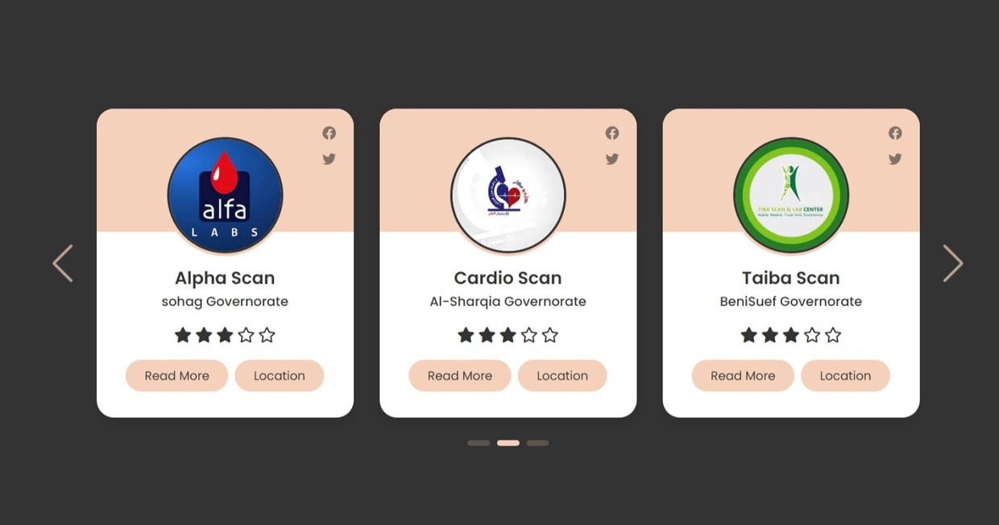 alfa
LABS
Alpha Scan
sohag Governorate
Read More
Location
Cardio Scan
Al-Sharqia Governorate
Read More
Location
TIBA SCAN & LAB CENTER
Name Means Trust And Excellence
Taiba Scan
BeniSuef Governorate
Read More
Location